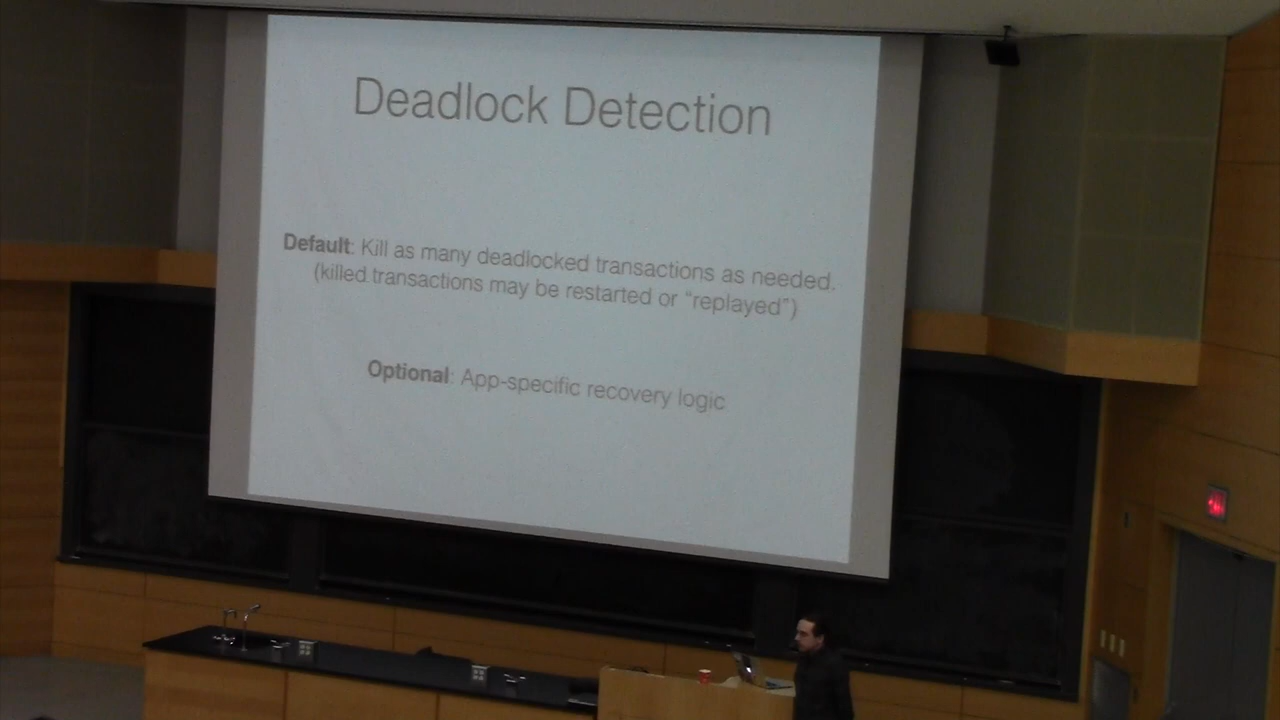 Deadlock Detection
Default: Kill as many deadlocked transactions as needed.
(killed transactions may be restarted or “replayed”)
Optional: App-specific recovery logic